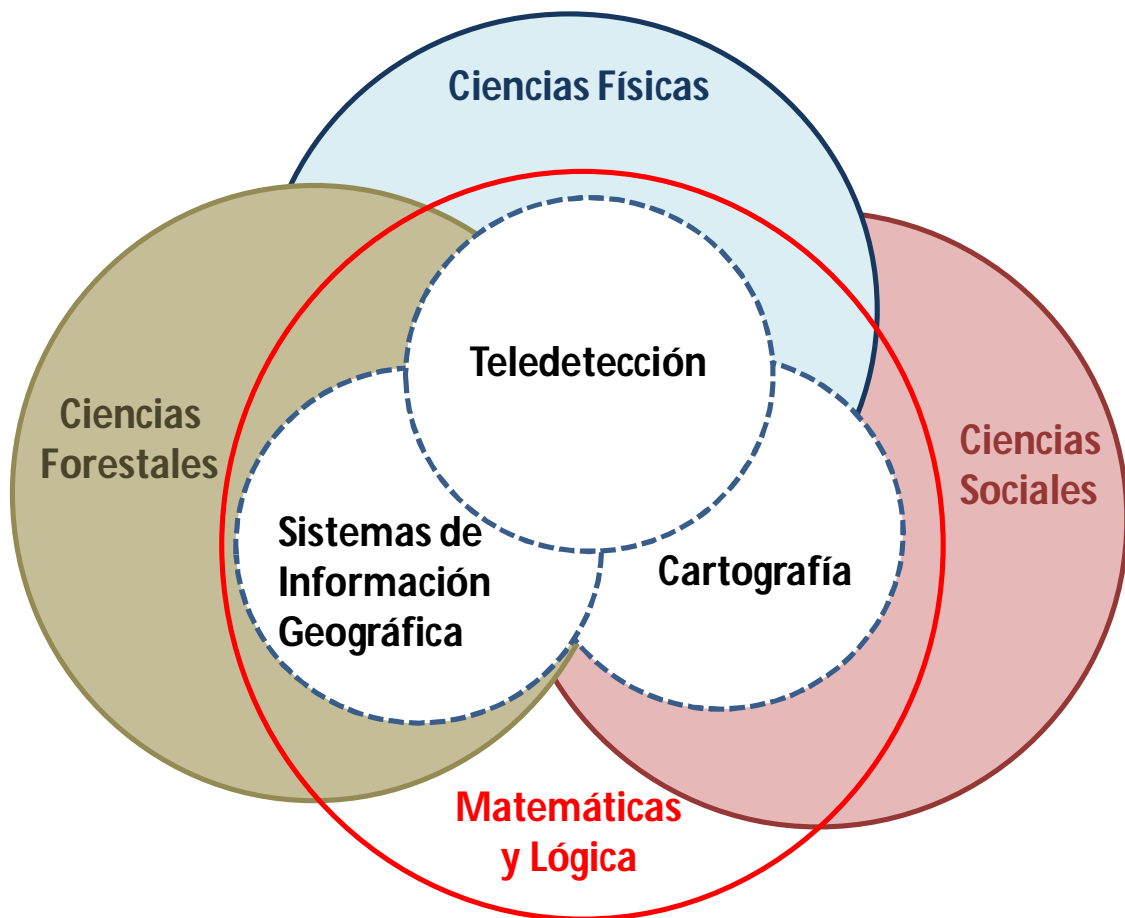 Ciencias Físicas
Teledetección
Ciencias
Forestales
Ciencias
Sociales
Sistemas de
Información
Geográfica
Cartografía
Matemáticas
y Lógica